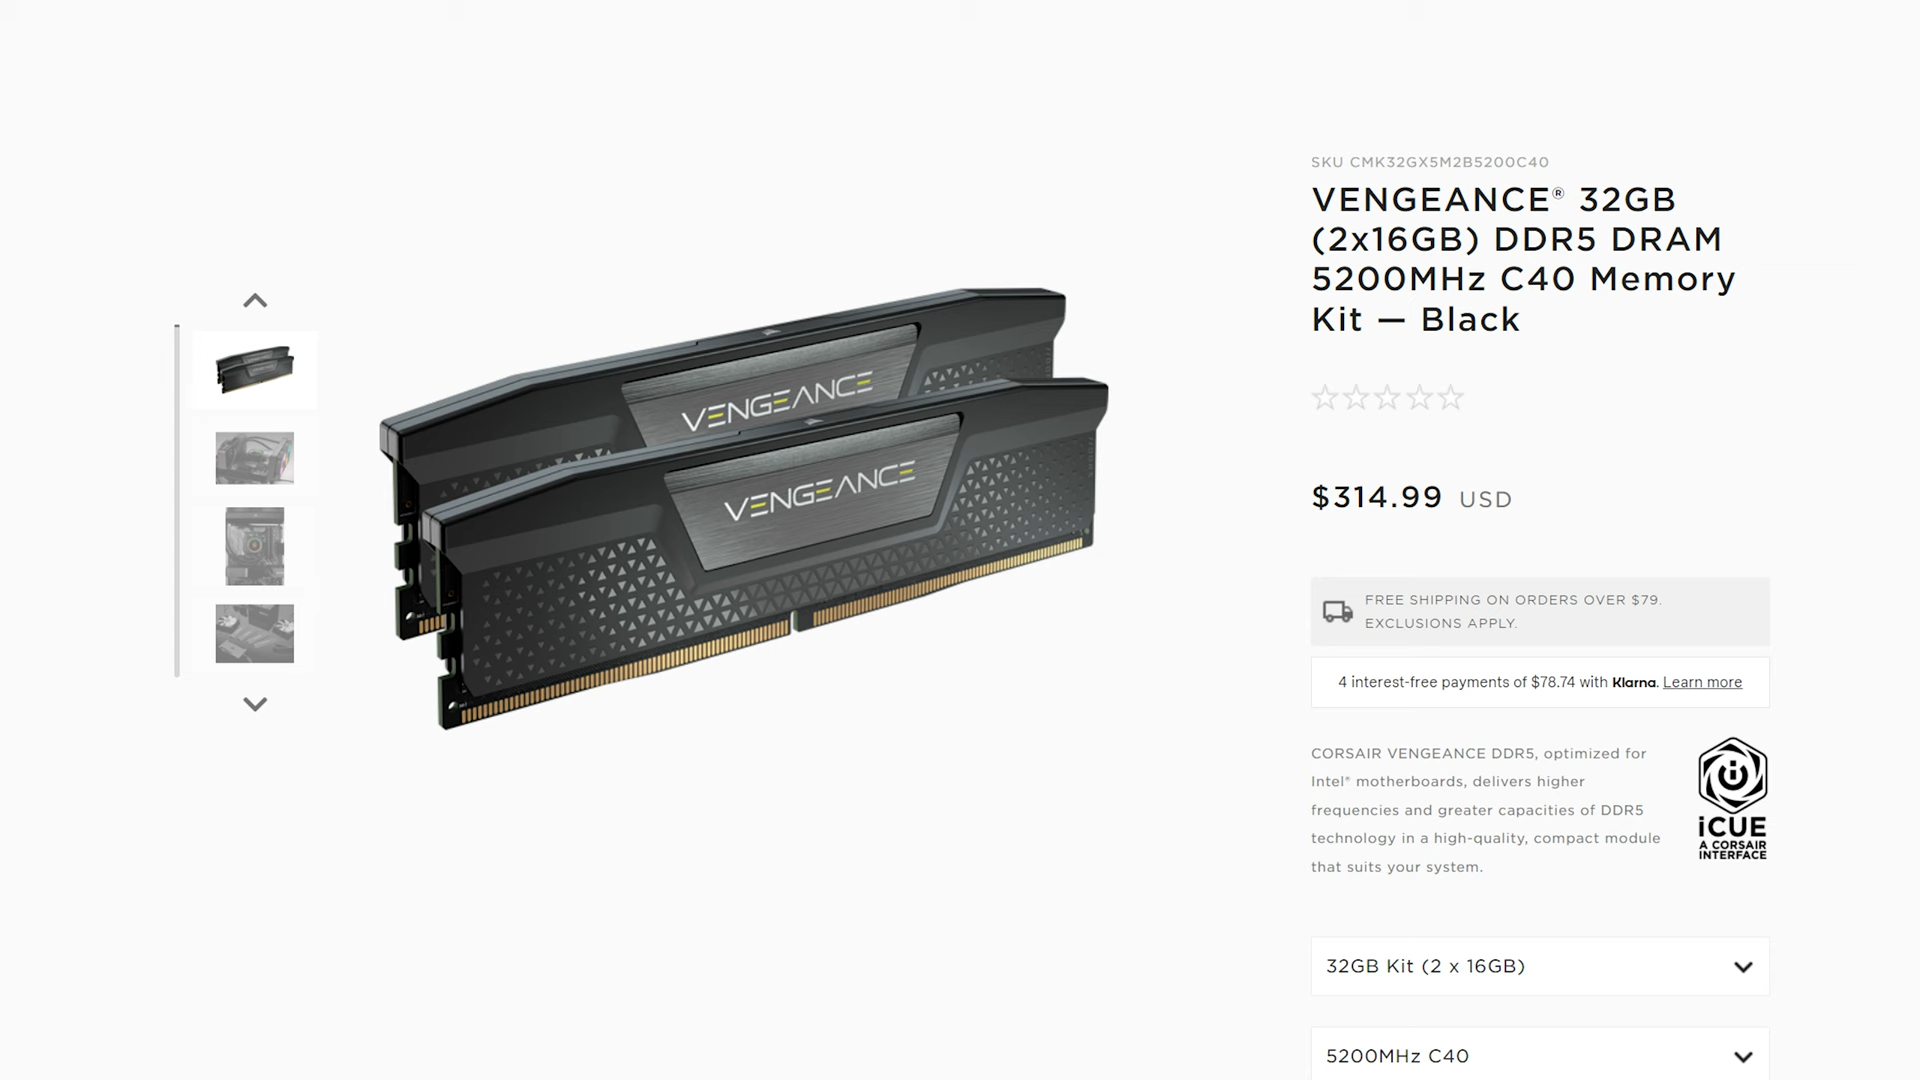 VENGEANCE
VENGEANCE
SKU CMK32GX5M2B5200C40
VENGEANCE® 32GB
(2x16GB) DDR5 DRAM
5200MHz C40 Memory
Kit — Black
$314.99 USD
FREE SHIPPING ON ORDERS OVER $79.
EXCLUSIONS APPLY.
4 interest-free payments of $78.74 with Klarna. Learn more
CORSAIR VENGEANCE DDR5, optimized for
Intel® motherboards, delivers higher
frequencies and greater capacities of DDR5
technology in a high-quality, compact module
that suits your system.
iCUE
A CORSAIR
INTERFACE
32GB Kit (2 x 16GB)
5200MHz C40